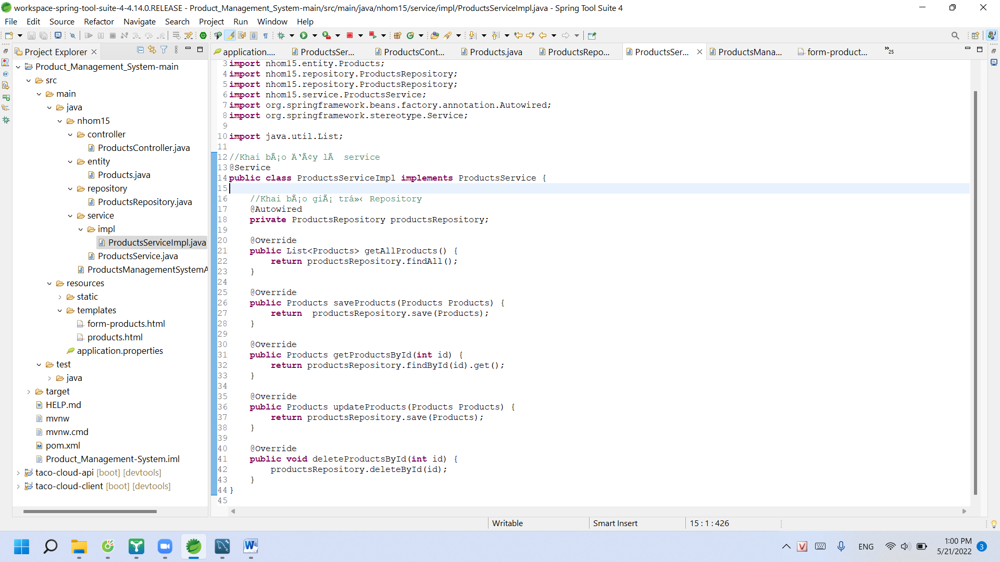 workspace-spring-tool-suite-4-4.14.0.RELEASE - Product_Management_System-main/src/main/java/nhom15/service/impl/ProductsServiceImpl.java - Spring Tool Suite 4
File Edit Source Refactor Navigate Search Project Run Window Help
Project Explorer
application.... ProductsSer... ProductsCont... Products.java ProductsRepo... ProductsSer... ProductsMana... form-product... »25
Product_Management_System-main
src
main
java
nhom15
controller
ProductsController.java
entity
Products.java
repository
ProductsRepository.java
service
impl
ProductsServiceImpl.java
ProductsService.java
ProductsManagementSystemA
resources
static
templates
form-products.html
products.html
application.properties
test
java
target
HELP.md
mvnw
mvnw.cmd
pom.xml
Product_Management-System.iml
taco-cloud-api [boot] [devtools]
taco-cloud-client [boot] [devtools]
3 import nhom15.entity.Products;
4 import nhom15.repository.ProductsRepository;
5 import nhom15.repository.ProductsRepository;
6 import nhom15.service.ProductsService;
7 import org.springframework.beans.factory.annotation.Autowired;
8 import org.springframework.stereotype.Service;
9
10 import java.util.List;
11
12 //Khai bÃ¡o Ä‘Ã¢y lÃ  service
13 @Service
14 public class ProductsServiceImpl implements ProductsService {
15
16 //Khai bÃ¡o giÃ¡ trá»‹ Repository
17 @Autowired
18 private ProductsRepository productsRepository;
19
20 @Override
21 public List<Products> getAllProducts() {
22 return productsRepository.findAll();
23 }
24
25 @Override
26 public Products saveProducts(Products Products) {
27 return  productsRepository.save(Products);
28 }
29
30 @Override
31 public Products getProductsById(int id) {
32 return productsRepository.findById(id).get();
33 }
34
35 @Override
36 public Products updateProducts(Products Products) {
37 return productsRepository.save(Products);
38 }
39
40 @Override
41 public void deleteProductsById(int id) {
42 productsRepository.deleteById(id);
43 }
44 }
45
Writable Smart Insert 15 : 1 : 426
ENG 1:00 PM 3
5/21/2022